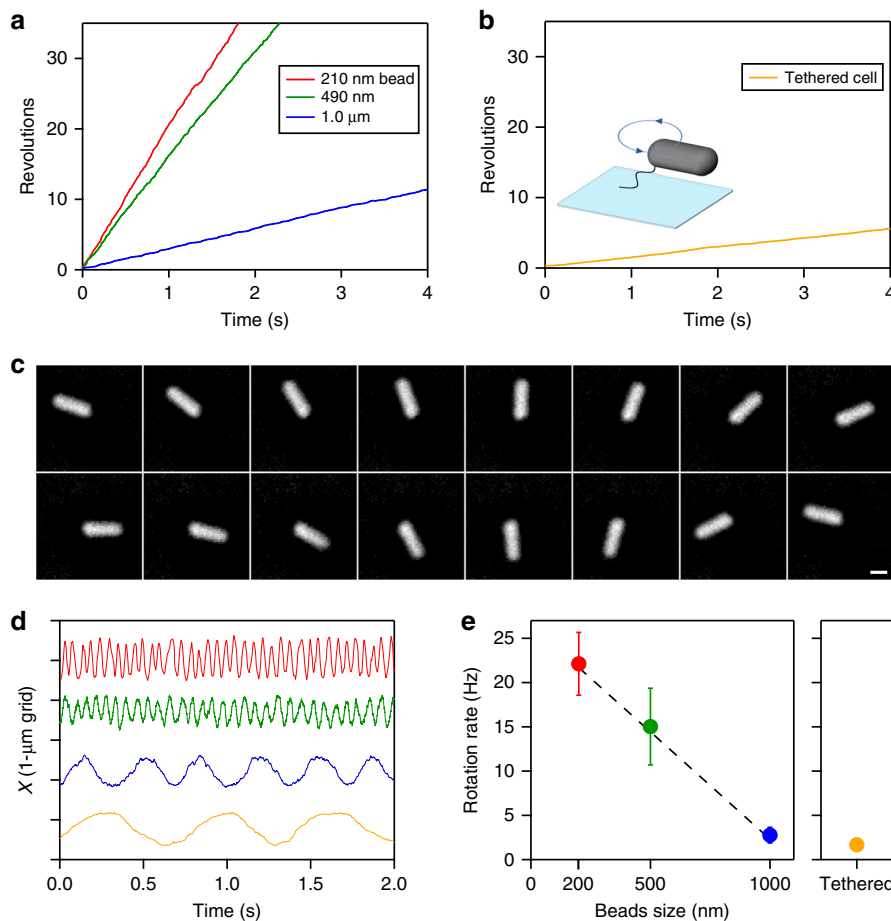 a
30
20
10
0
Revolutions
210 nm bead
490 nm
1.0 μm
0 1 2 3 4
Time (s)
b
30
20
10
0
Revolutions
Tethered cell
0 1 2 3 4
Time (s)
c
d
X (1-μm grid)
0.0 0.5 1.0 1.5 2.0
Time (s)
e
25
20
15
10
5
0
Rotation rate (Hz)
0 200 500 1000
Beads size (nm)
Tethered